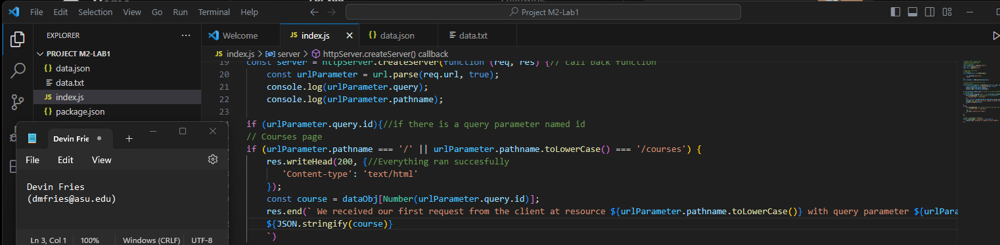 File Edit Selection View Go Run Terminal Help Project M2-Lab1
EXPLORER ... Welcome JS index.js {} data.json data.txt
PROJECT M2-LAB1 JS index.js > server > httpServer.createServer() callback
{} data.json
data.txt
JS index.js
package.json
19 const server = httpServer.createServer(function (req, res) {// call back function
20 const urlParameter = url.parse(req.url, true);
21 console.log(urlParameter.query);
22 console.log(urlParameter.pathname);
23
if (urlParameter.query.id){//if there is a query parameter named id
// Courses page
if (urlParameter.pathname === '/' || urlParameter.pathname.toLowerCase() === '/courses') {
res.writeHead(200, {//Everything ran succesfully
'Content-type': 'text/html'
});
const course = dataObj[Number(urlParameter.query.id)];
res.end(` We received our first request from the client at resource ${urlParameter.pathname.toLowerCase()} with query parameter ${urlPara
${JSON.stringify(course)}
`)
Devin Frie
File Edit View
Devin Fries
(dmfries@asu.edu)
Ln 3, Col 1 100% Windows (CRLF) UTF-8